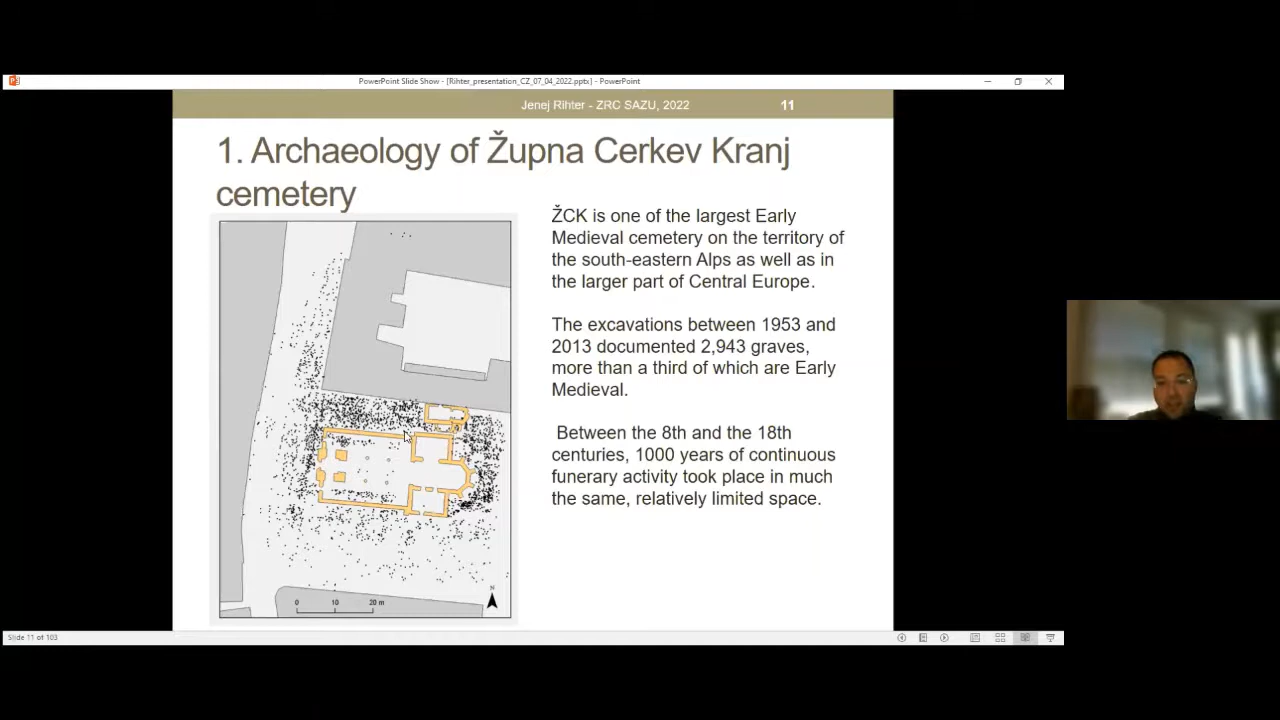 PowerPoint Slide Show - [Rihter_presentation_CZ_07_04_2022.pptx] - PowerPoint
Jenej Rihter - ZRC SAZU, 2022
11
1. Archaeology of Župna Cerkev Kranj
cemetery
ŽCK is one of the largest Early
Medieval cemetery on the territory of
the south-eastern Alps as well as in
the larger part of Central Europe.
The excavations between 1953 and
2013 documented 2,943 graves,
more than a third of which are Early
Medieval.
Between the 8th and the 18th
centuries, 1000 years of continuous
funerary activity took place in much
the same, relatively limited space.
N
0 10 20 m
Slide 11 of 103